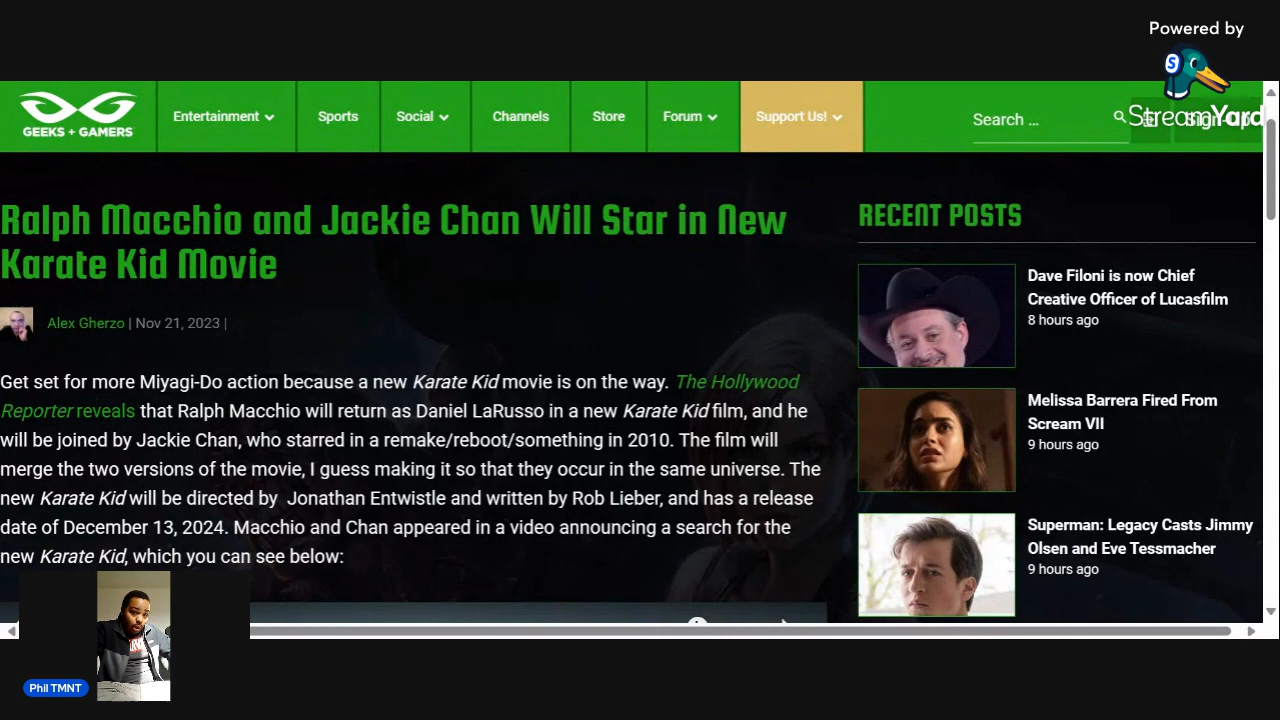 Powered by
StreamYard
GEEKS + GAMERS
Entertainment
Sports
Social
Channels
Store
Forum
Support Us!
Search ...
Ralph Macchio and Jackie Chan Will Star in New
Karate Kid Movie
Alex Gherzo | Nov 21, 2023 |
Get set for more Miyagi-Do action because a new Karate Kid movie is on the way. The Hollywood
Reporter reveals that Ralph Macchio will return as Daniel LaRusso in a new Karate Kid film, and he
will be joined by Jackie Chan, who starred in a remake/reboot/something in 2010. The film will
merge the two versions of the movie, I guess making it so that they occur in the same universe. The
new Karate Kid will be directed by Jonathan Entwistle and written by Rob Lieber, and has a release
date of December 13, 2024. Macchio and Chan appeared in a video announcing a search for the
new Karate Kid, which you can see below:
RECENT POSTS
Dave Filoni is now Chief
Creative Officer of Lucasfilm
8 hours ago
Melissa Barrera Fired From
Scream VII
9 hours ago
Superman: Legacy Casts Jimmy
Olsen and Eve Tessmacher
9 hours ago
Phil TMNT